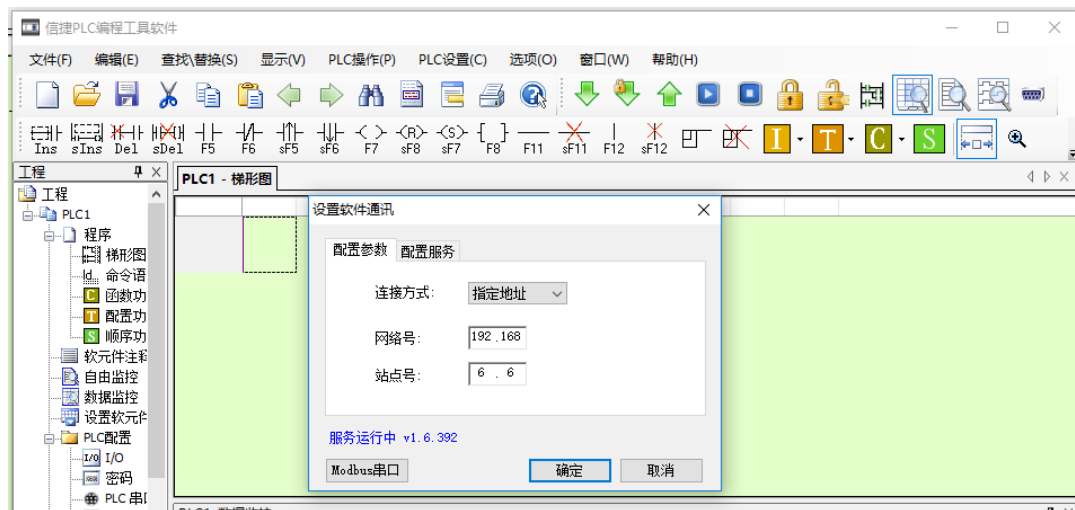 信捷PLC编程工具软件
文件(F) 编辑(E) 查找\替换(S) 显示(V) PLC操作(P) PLC设置(C) 选项(O) 窗口(W) 帮助(H)
Ins sIns Del sDel F5 F6 sF5 sF6 F7 sF8 sF7 F8 F11 sF11 F12 sF12 I T C S
工程
PLC1 - 梯形图
工程
PLC1
程序
梯形图
命令语
函数功
配置功
顺序功
软元件注释
自由监控
数据监控
设置软元件
PLC配置
I/O
密码
PLC 串口
设置软件通讯
配置参数 配置服务
连接方式: 指定地址
网络号: 192 .168
站点号: 6 . 6
服务运行中 v1.6.392
Modbus串口 确定 取消